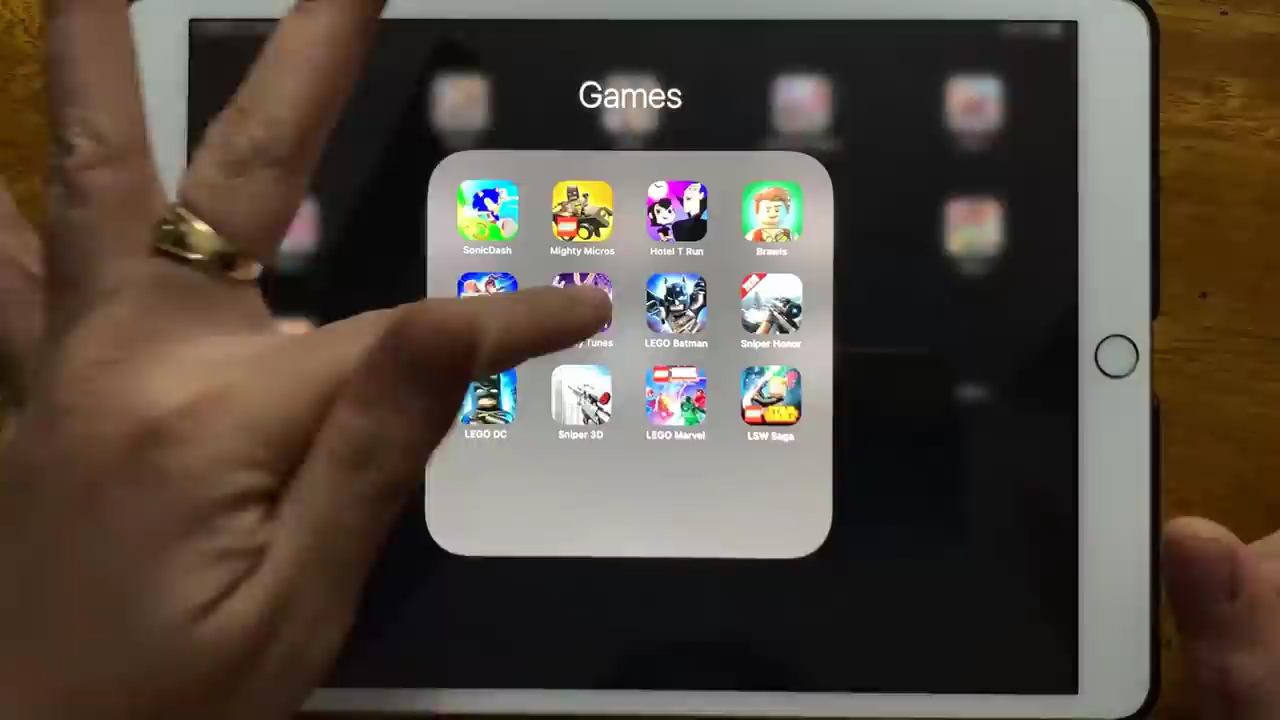 Games
SonicDash
Mighty Micros
Hotel T Run
Brawls
Tunes
LEGO Batman
Sniper Honor
LEGO DC
Sniper 3D
LEGO Marvel
LSW Saga